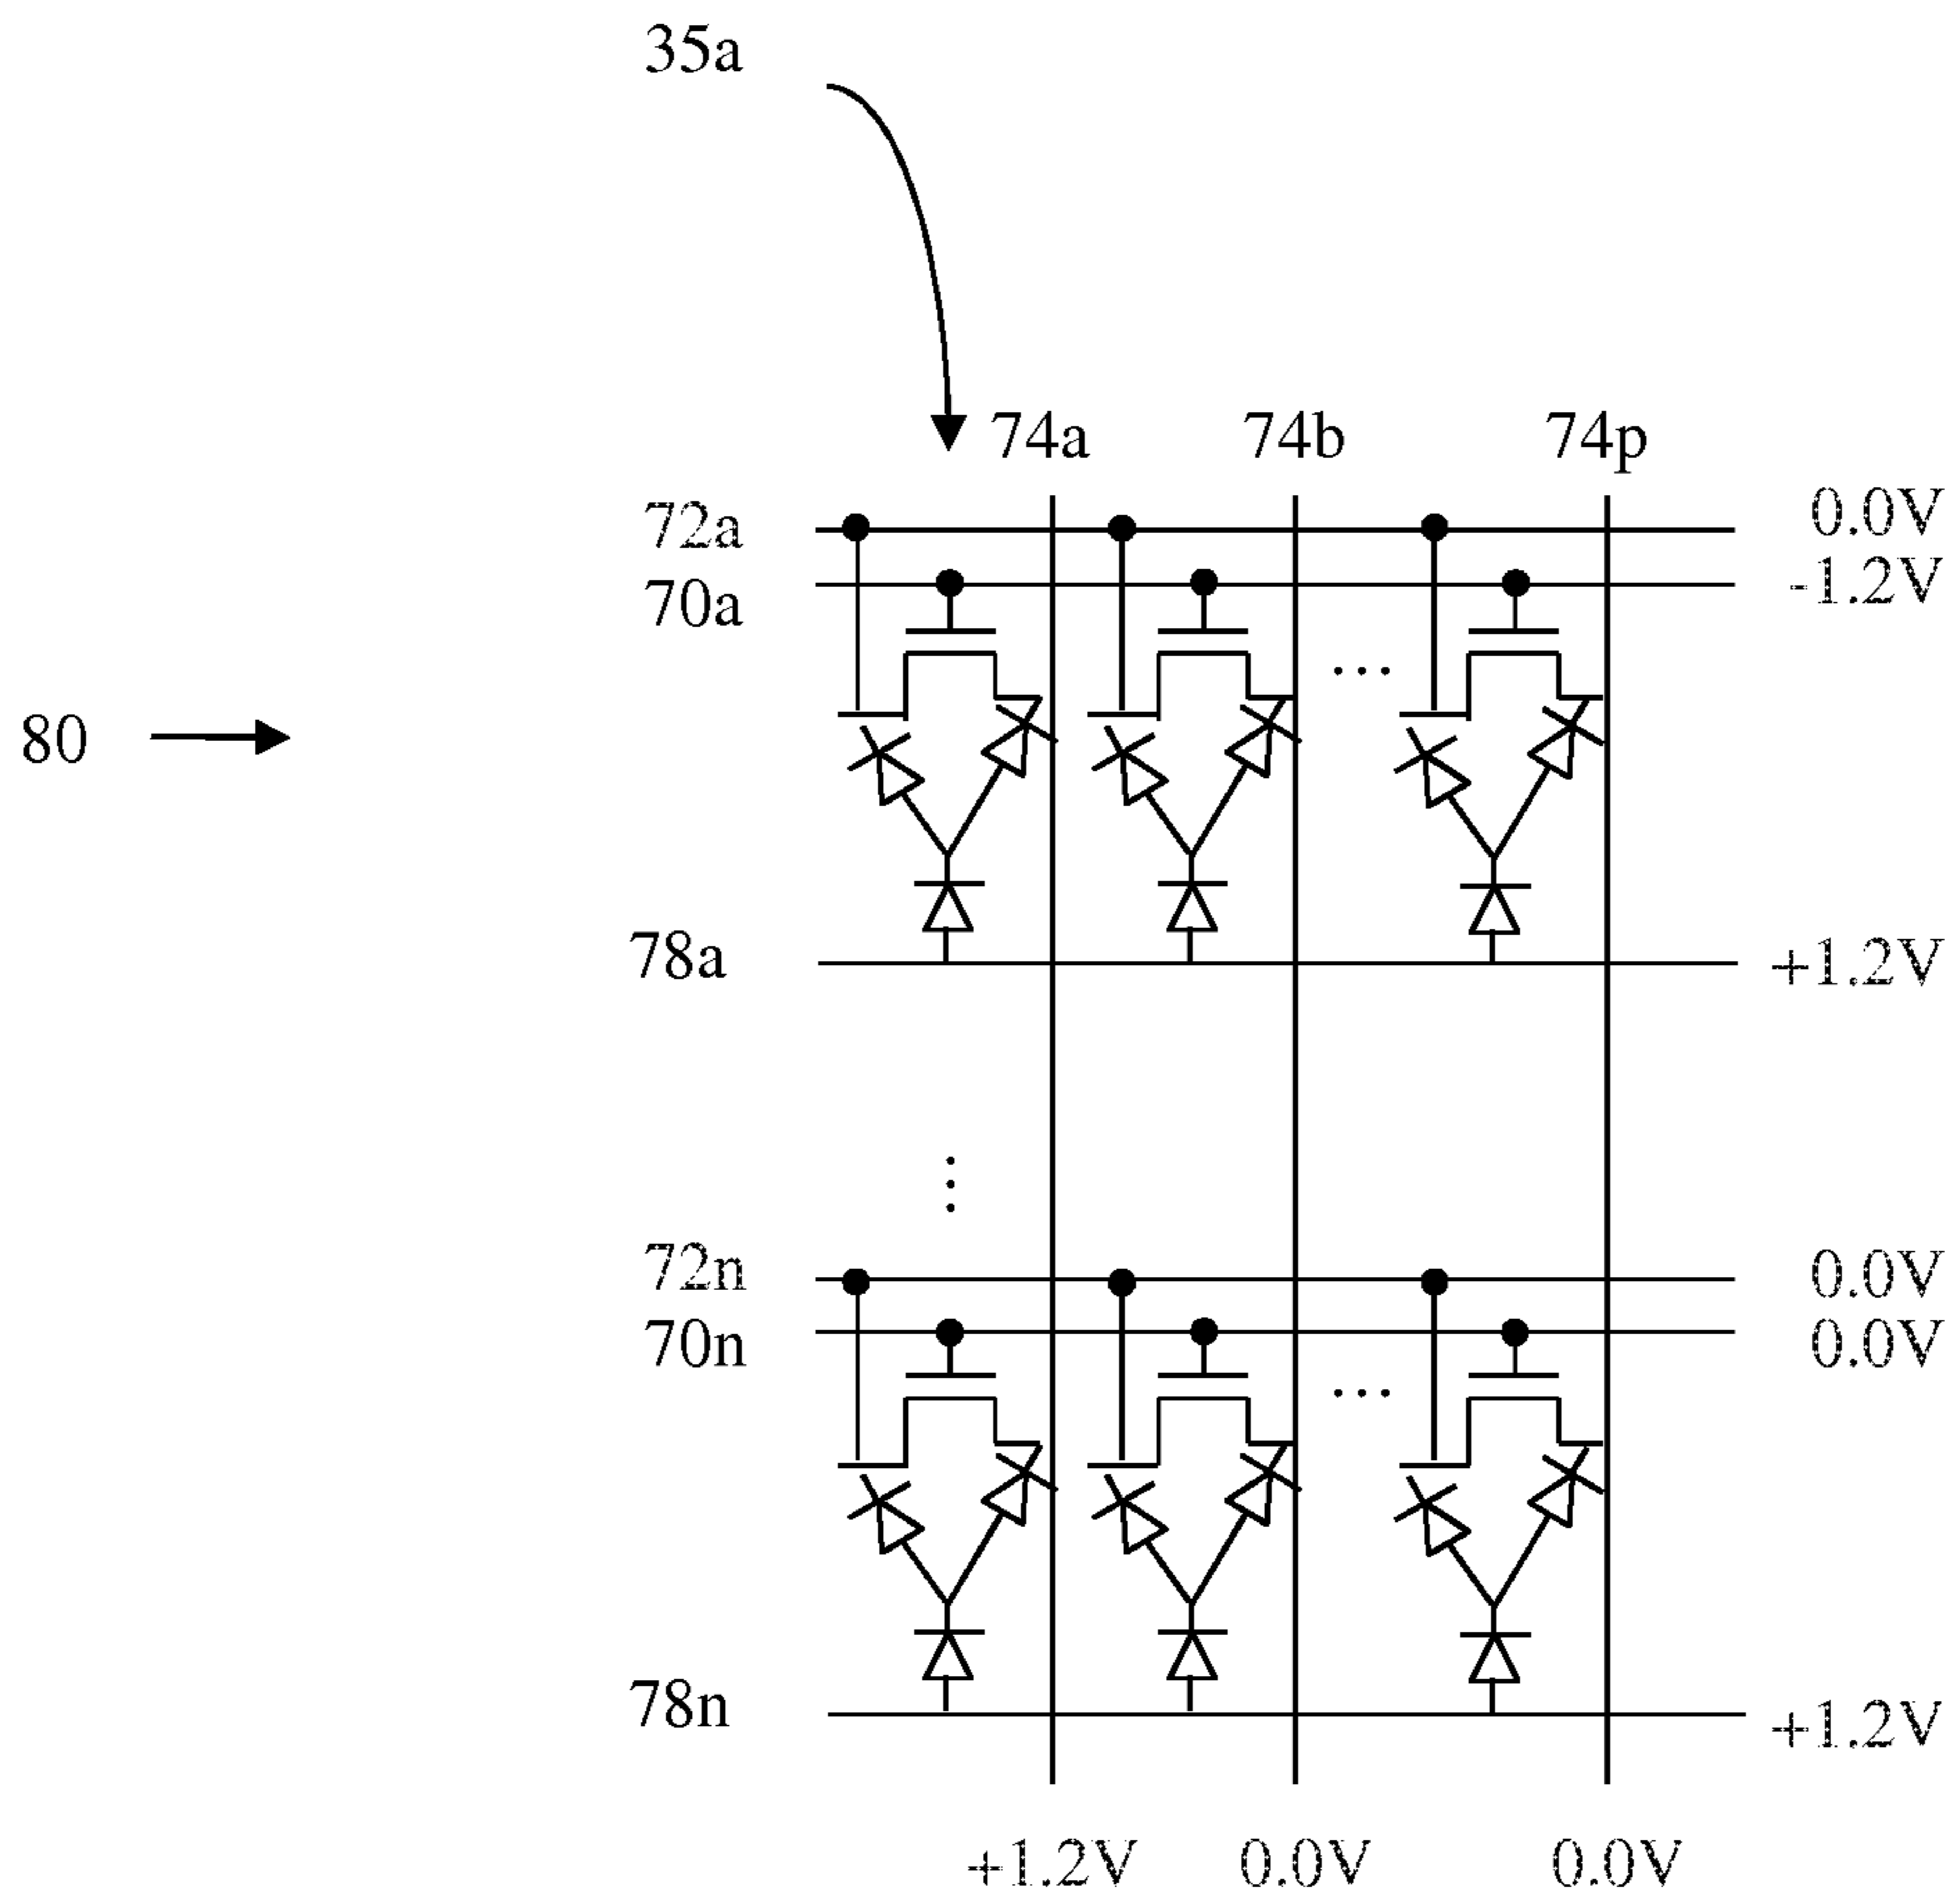 35a
74a 74b 74p
72a 0.0V
70a -1.2V
...
80
78a +1.2V
72n 0.0V
70n 0.0V
...
78n +1.2V
+1.2V 0.0V 0.0V